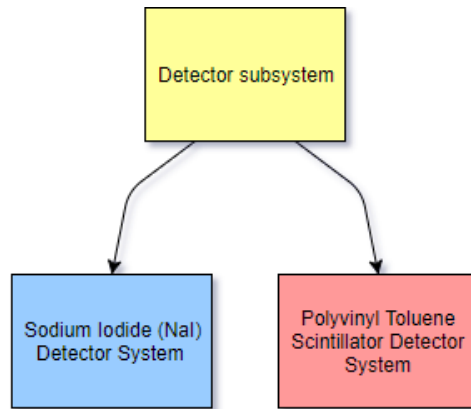 Detector subsystem
Sodium Iodide (NaI)
Detector System
Polyvinyl Toluene
Scintillator Detector
System